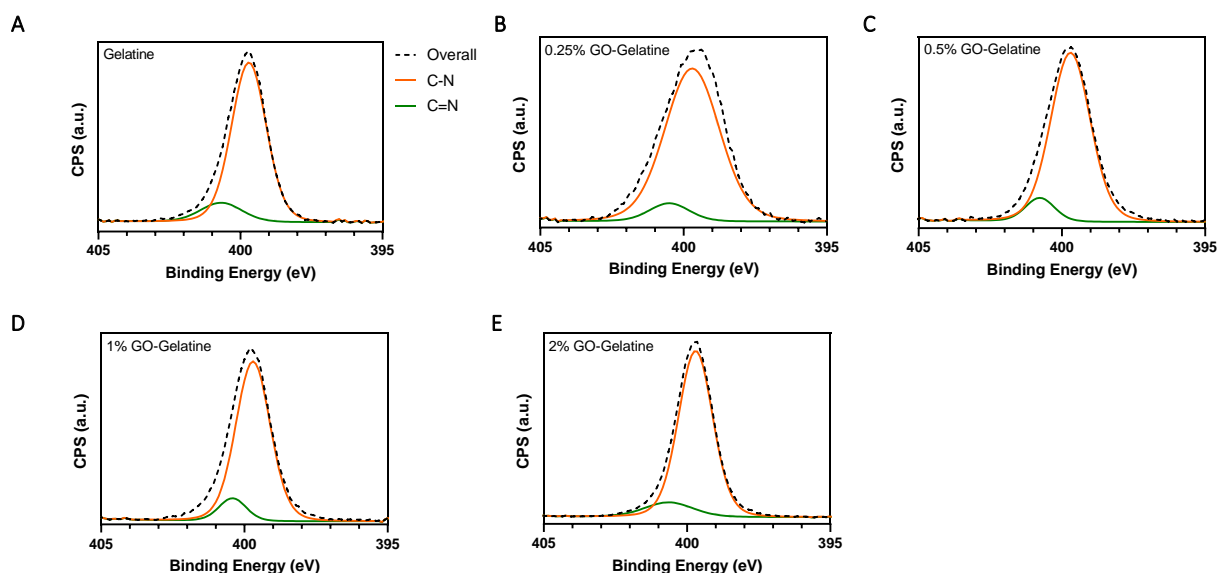 A
Gelatine
CPS (a.u.)
405
400
395
Binding Energy (eV)
Overall
C-N
C=N
B
0.25% GO-Gelatine
CPS (a.u.)
405
400
395
Binding Energy (eV)
C
0.5% GO-Gelatine
CPS (a.u.)
405
400
395
Binding Energy (eV)
D
1% GO-Gelatine
CPS (a.u.)
405
400
395
Binding Energy (eV)
E
2% GO-Gelatine
CPS (a.u.)
405
400
395
Binding Energy (eV)